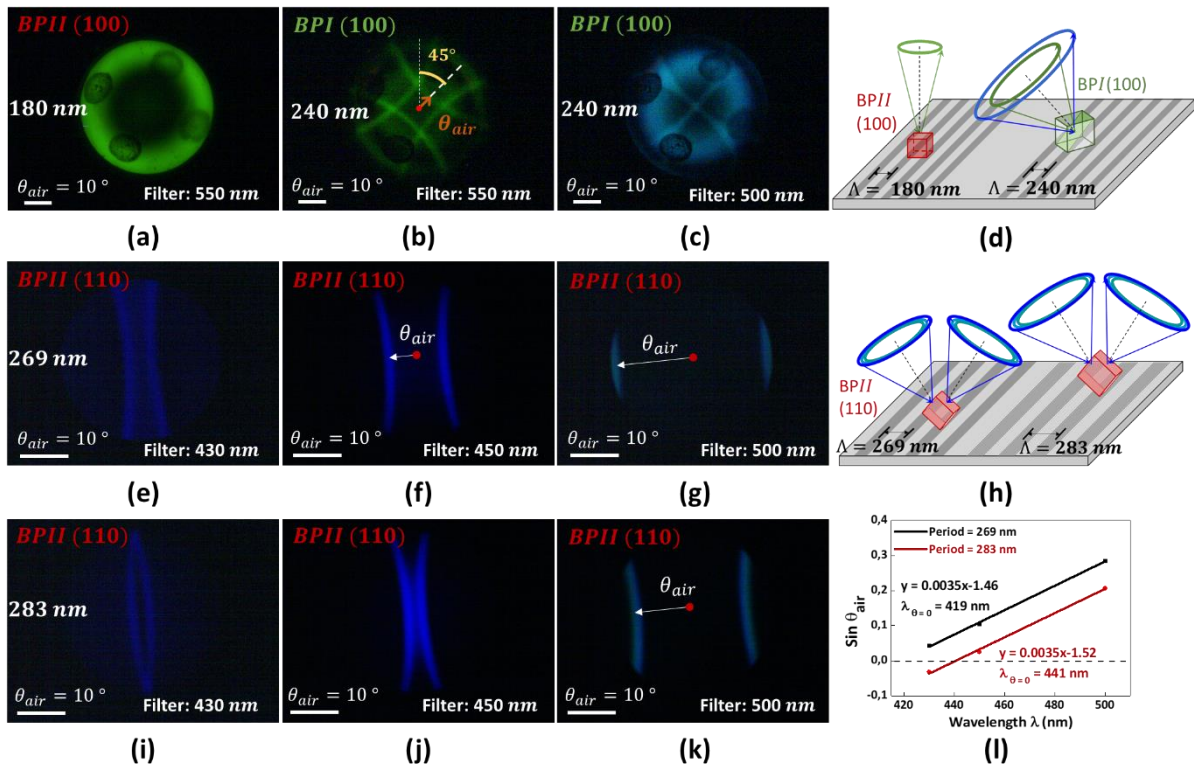 BPII (100)
180 nm
θair = 10 °
Filter: 550 nm
(a)
BPI (100)
45°
240 nm
θair
θair = 10 °
Filter: 550 nm
(b)
BPI (100)
240 nm
θair = 10 °
Filter: 500 nm
(c)
BPII
(100)
BPI (100)
Λ = 180 nm
Λ = 240 nm
(d)
BPII (110)
269 nm
θair = 10 °
Filter: 430 nm
(e)
BPII (110)
θair
θair = 10 °
Filter: 450 nm
(f)
BPII (110)
θair
θair = 10 °
Filter: 500 nm
(g)
BPII
(110)
Λ = 269 nm
Λ = 283 nm
(h)
BPII (110)
283 nm
θair = 10 °
Filter: 430 nm
(i)
BPII (110)
θair = 10 °
Filter: 450 nm
(j)
BPII (110)
θair
θair = 10 °
Filter: 500 nm
(k)
Sin θair
0,4
0,3
0,2
0,1
0,0
-0,1
Period = 269 nm
Period = 283 nm
y = 0.0035x-1.46
λθ=0 = 419 nm
y = 0.0035x-1.52
λθ=0 = 441 nm
420 440 460 480 500
Wavelength λ (nm)
(l)